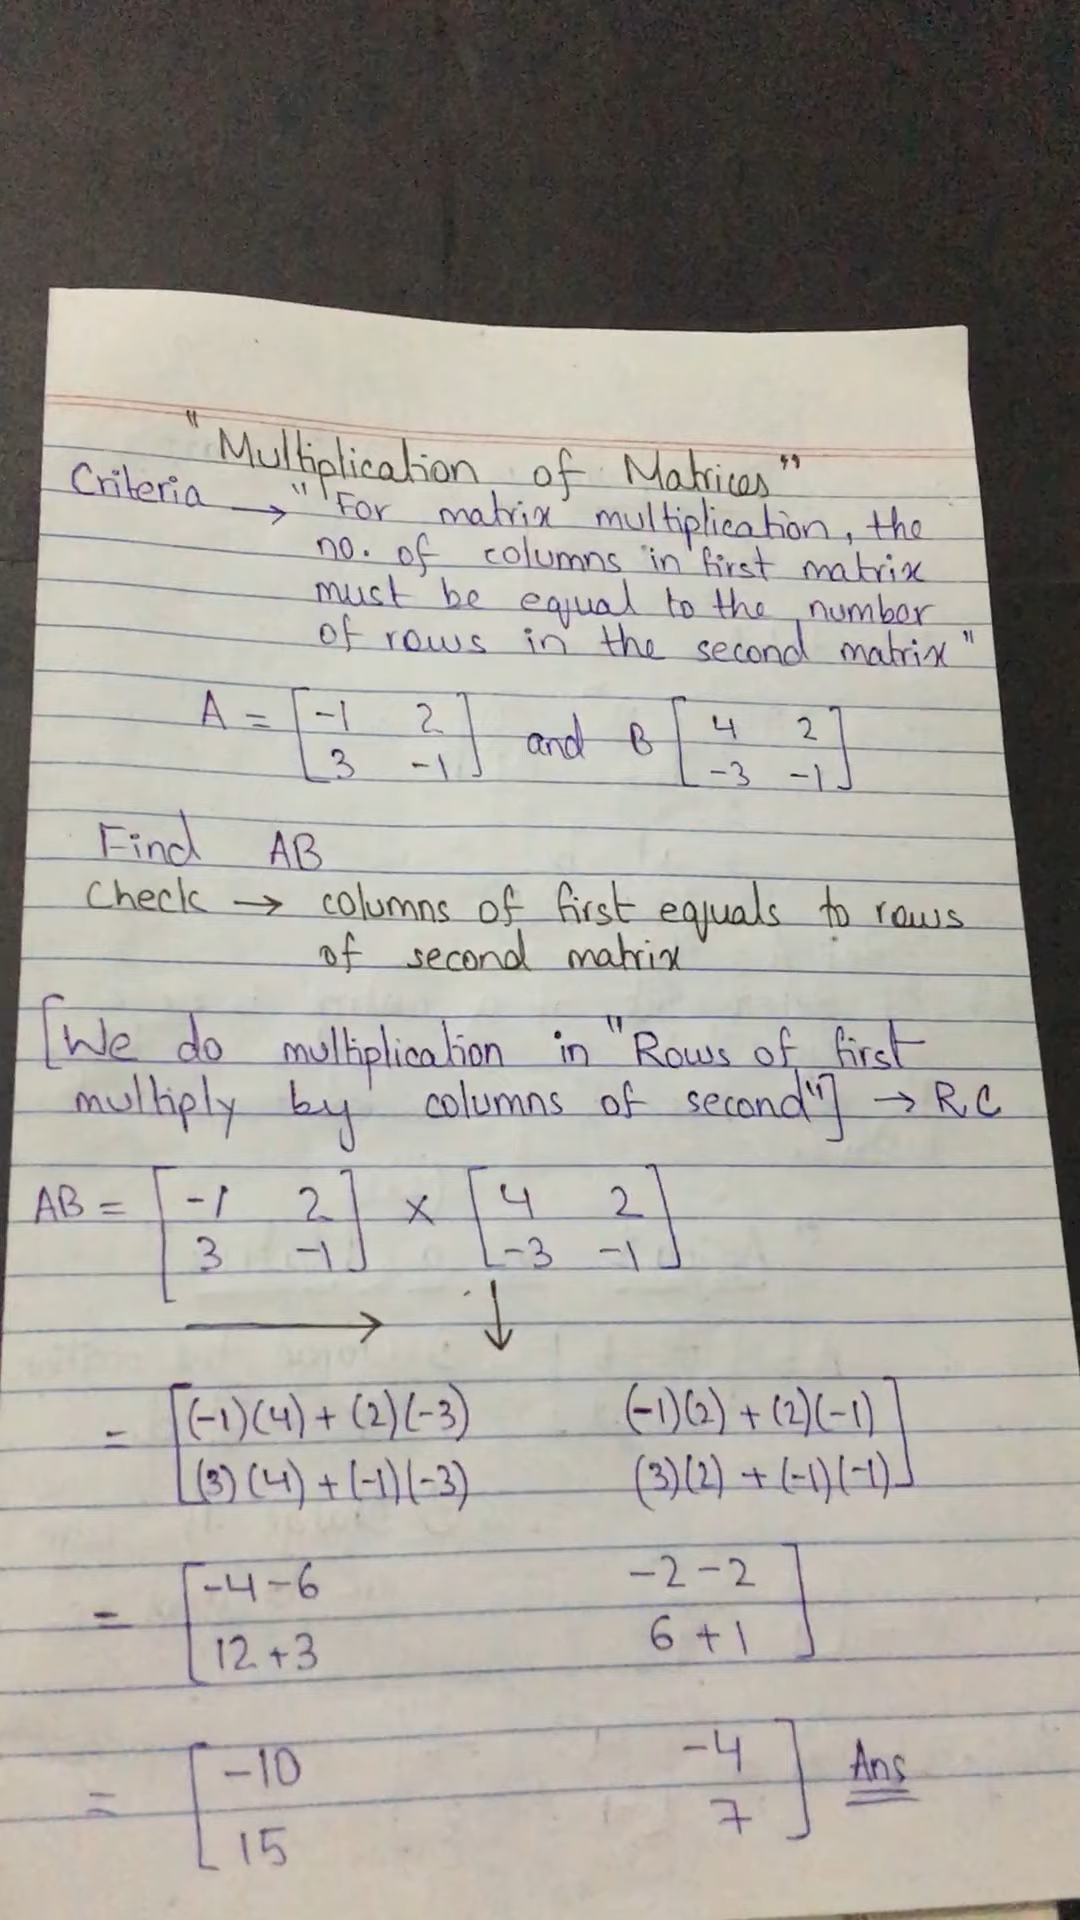 "Multiplication of Matrices"
Criteria → "For matrix multiplication, the
no. of columns in first matrix
must be equal to the number
of rows in the second matrix"
A = [-1 2 and B [4 2
3 -1] -3 -1]
Find AB
Check → columns of first equals to rows
of second matrix
[We do multiplication in "Rows of first
multiply by columns of second"] → RC
AB = [-1 2 × [4 2
3 -1] -3 -1]
→ ↓
= [(-1)(4) + (2)(-3) (-1)(2) + (2)(-1)
(3)(4) + (-1)(-3) (3)(2) + (-1)(-1)]
= [-4-6 -2-2
12+3 6+1]
= [-10 -4 Ans
15 7]